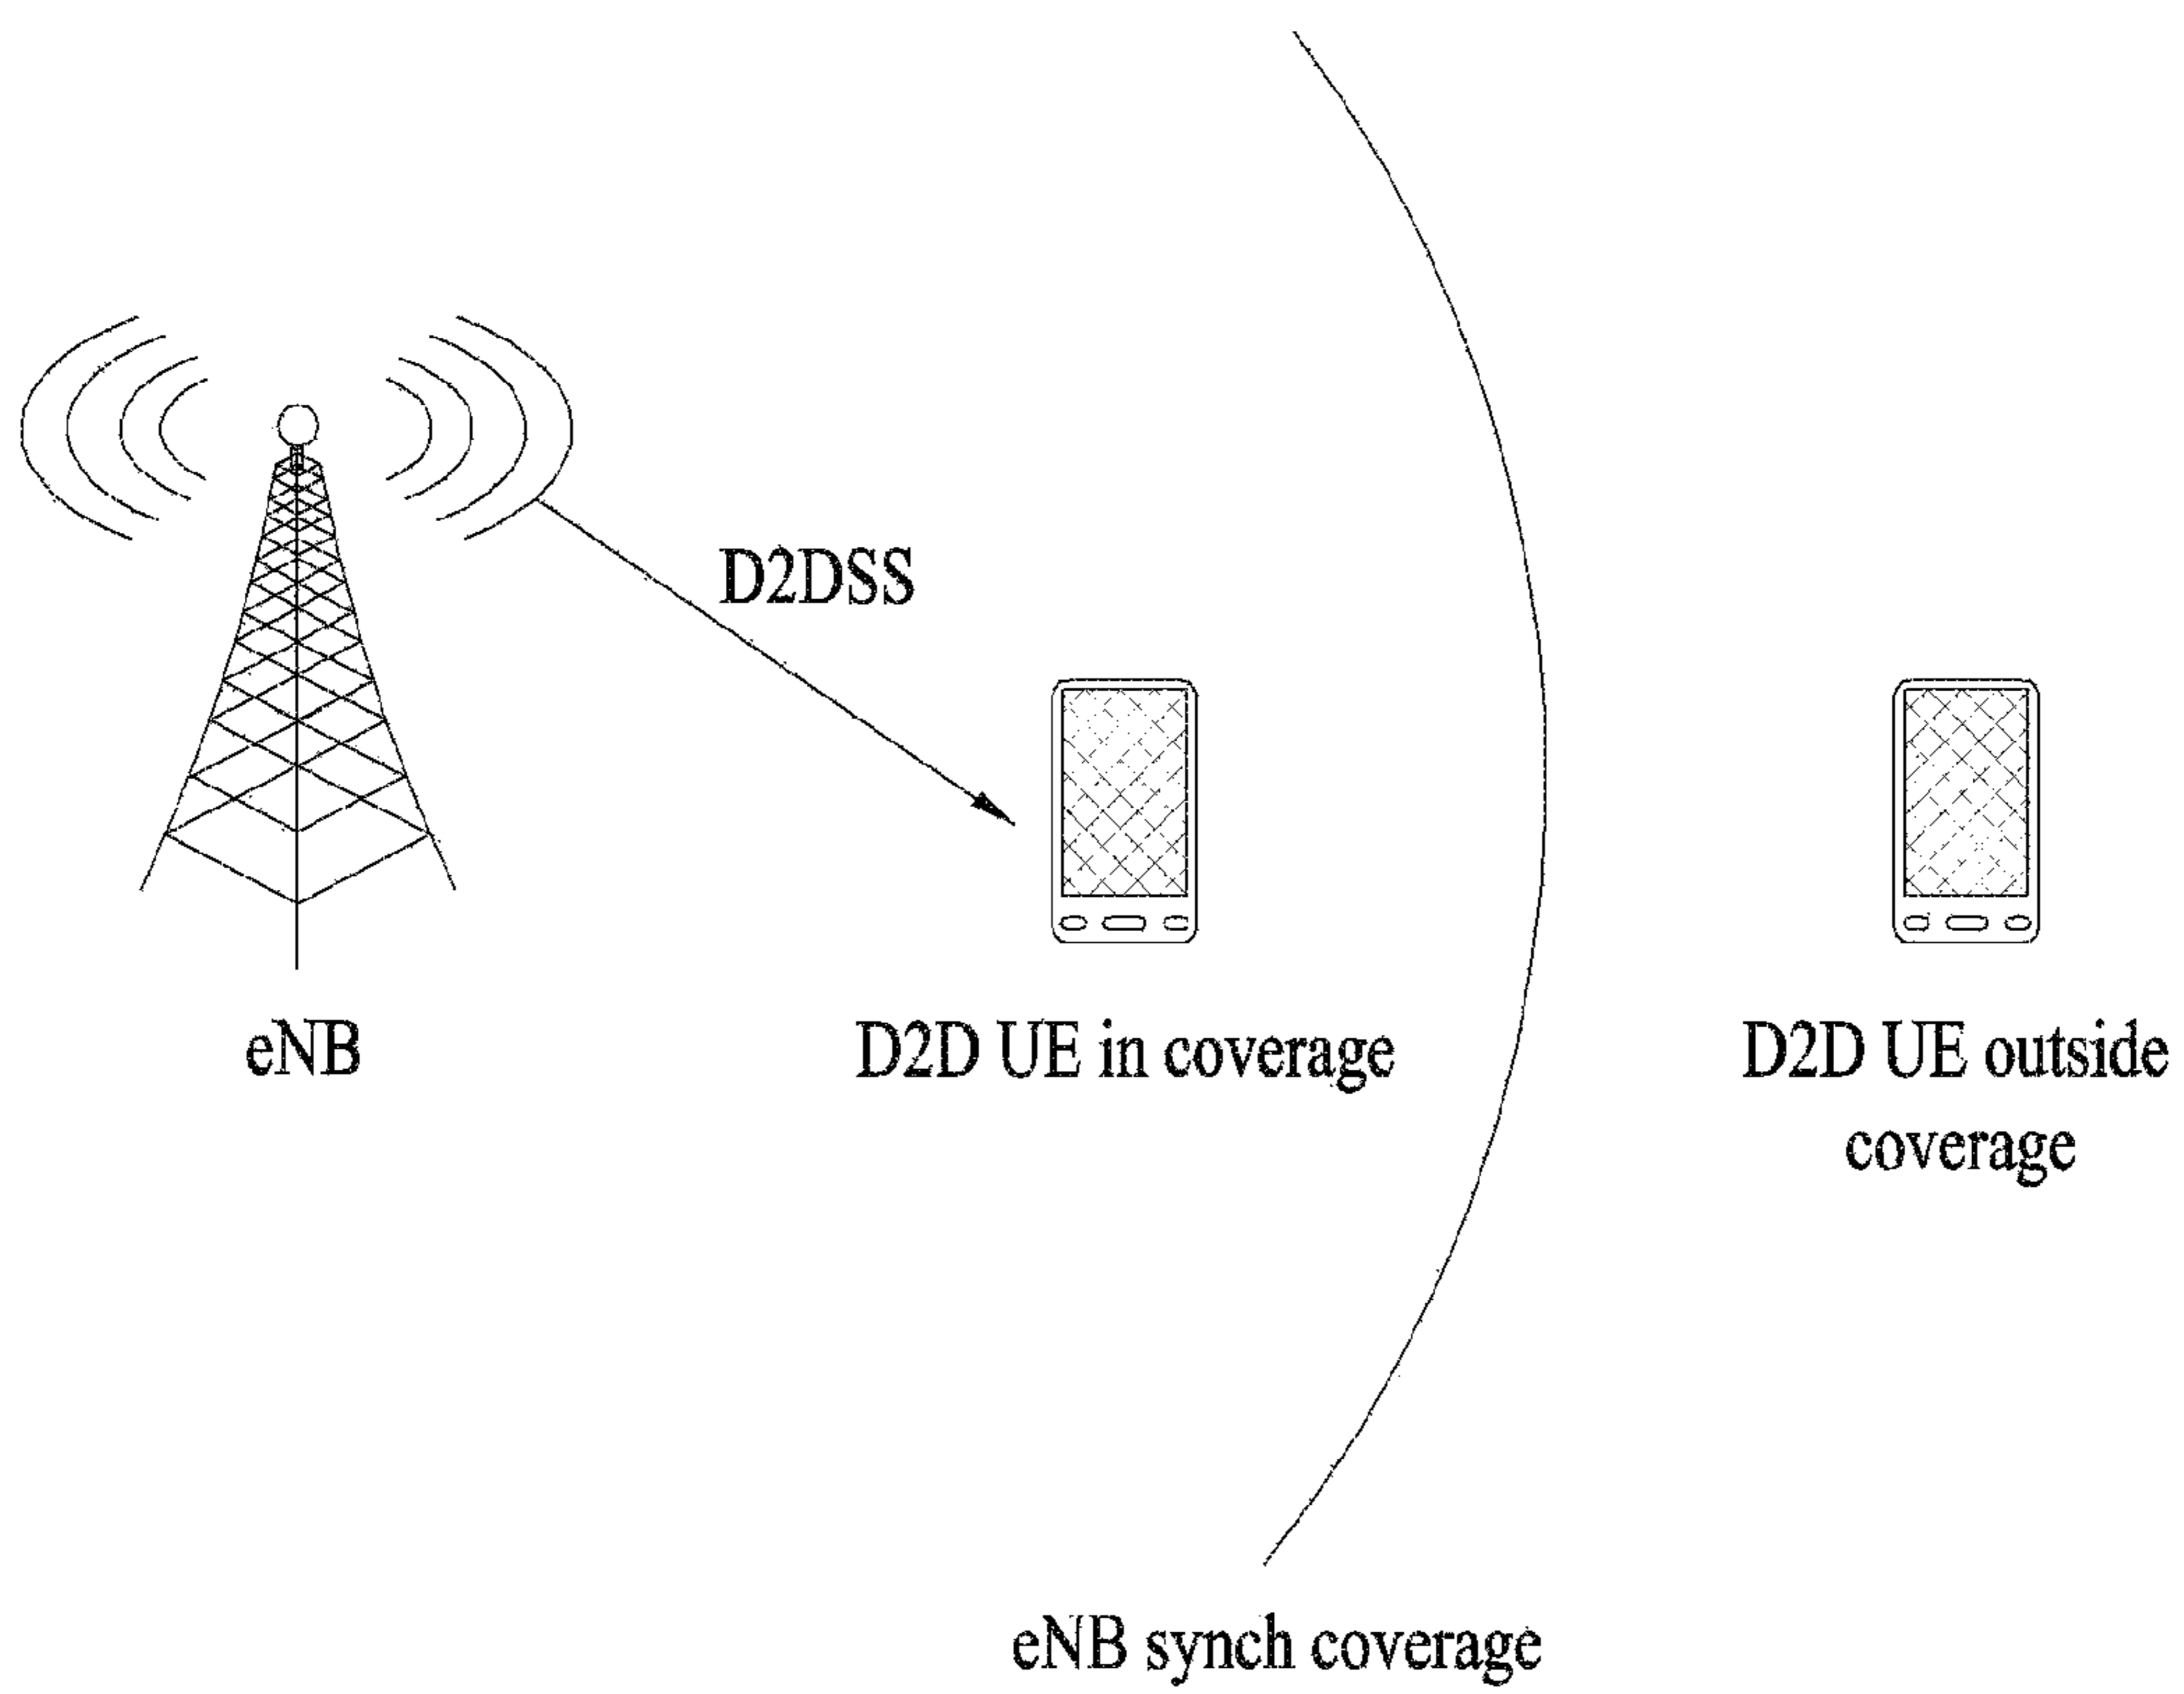 D2DSS
eNB
D2D UE in coverage
D2D UE outside
coverage
eNB synch coverage